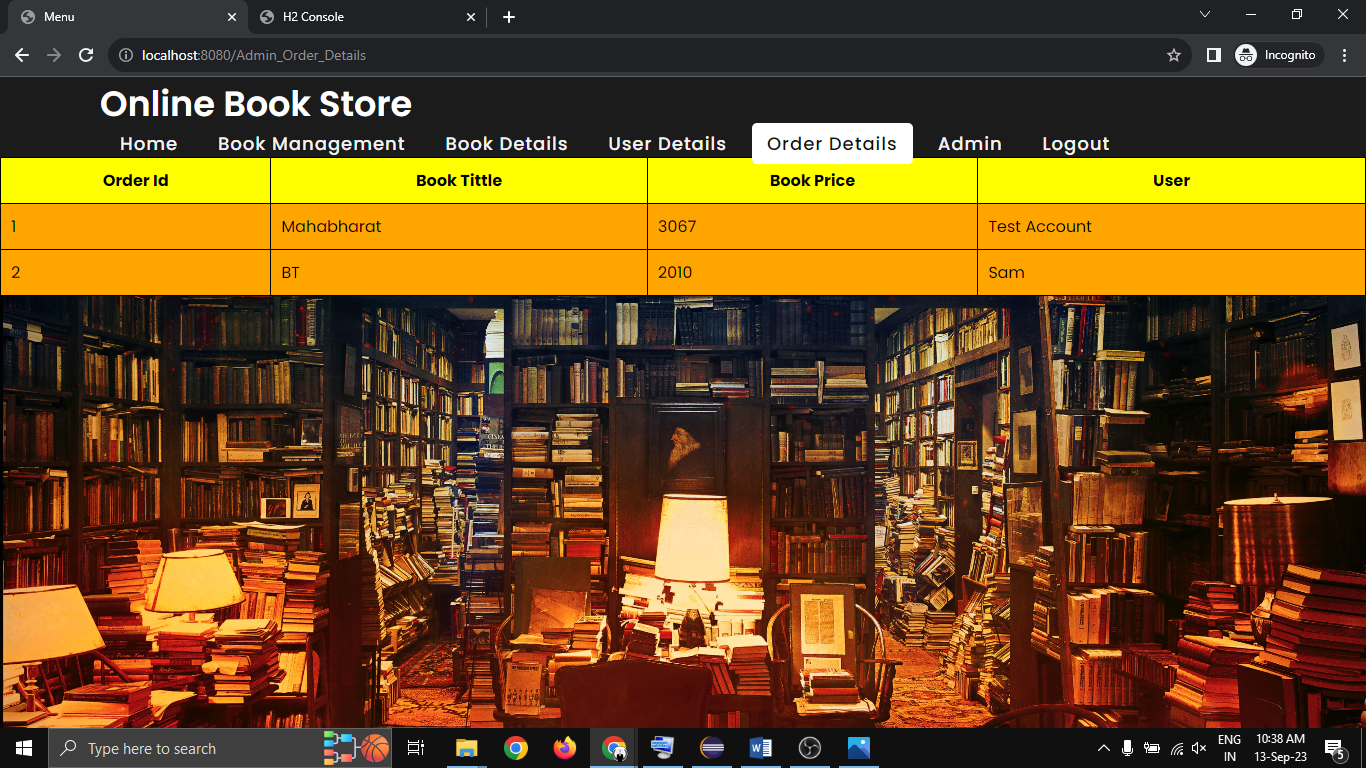 Menu
H2 Console
localhost:8080/Admin_Order_Details
Incognito
Online Book Store
Home Book Management Book Details User Details Order Details Admin Logout
Order Id Book Tittle Book Price User
1 Mahabharat 3067 Test Account
2 BT 2010 Sam
Type here to search
ENG
IN
10:38 AM
13-Sep-23
5